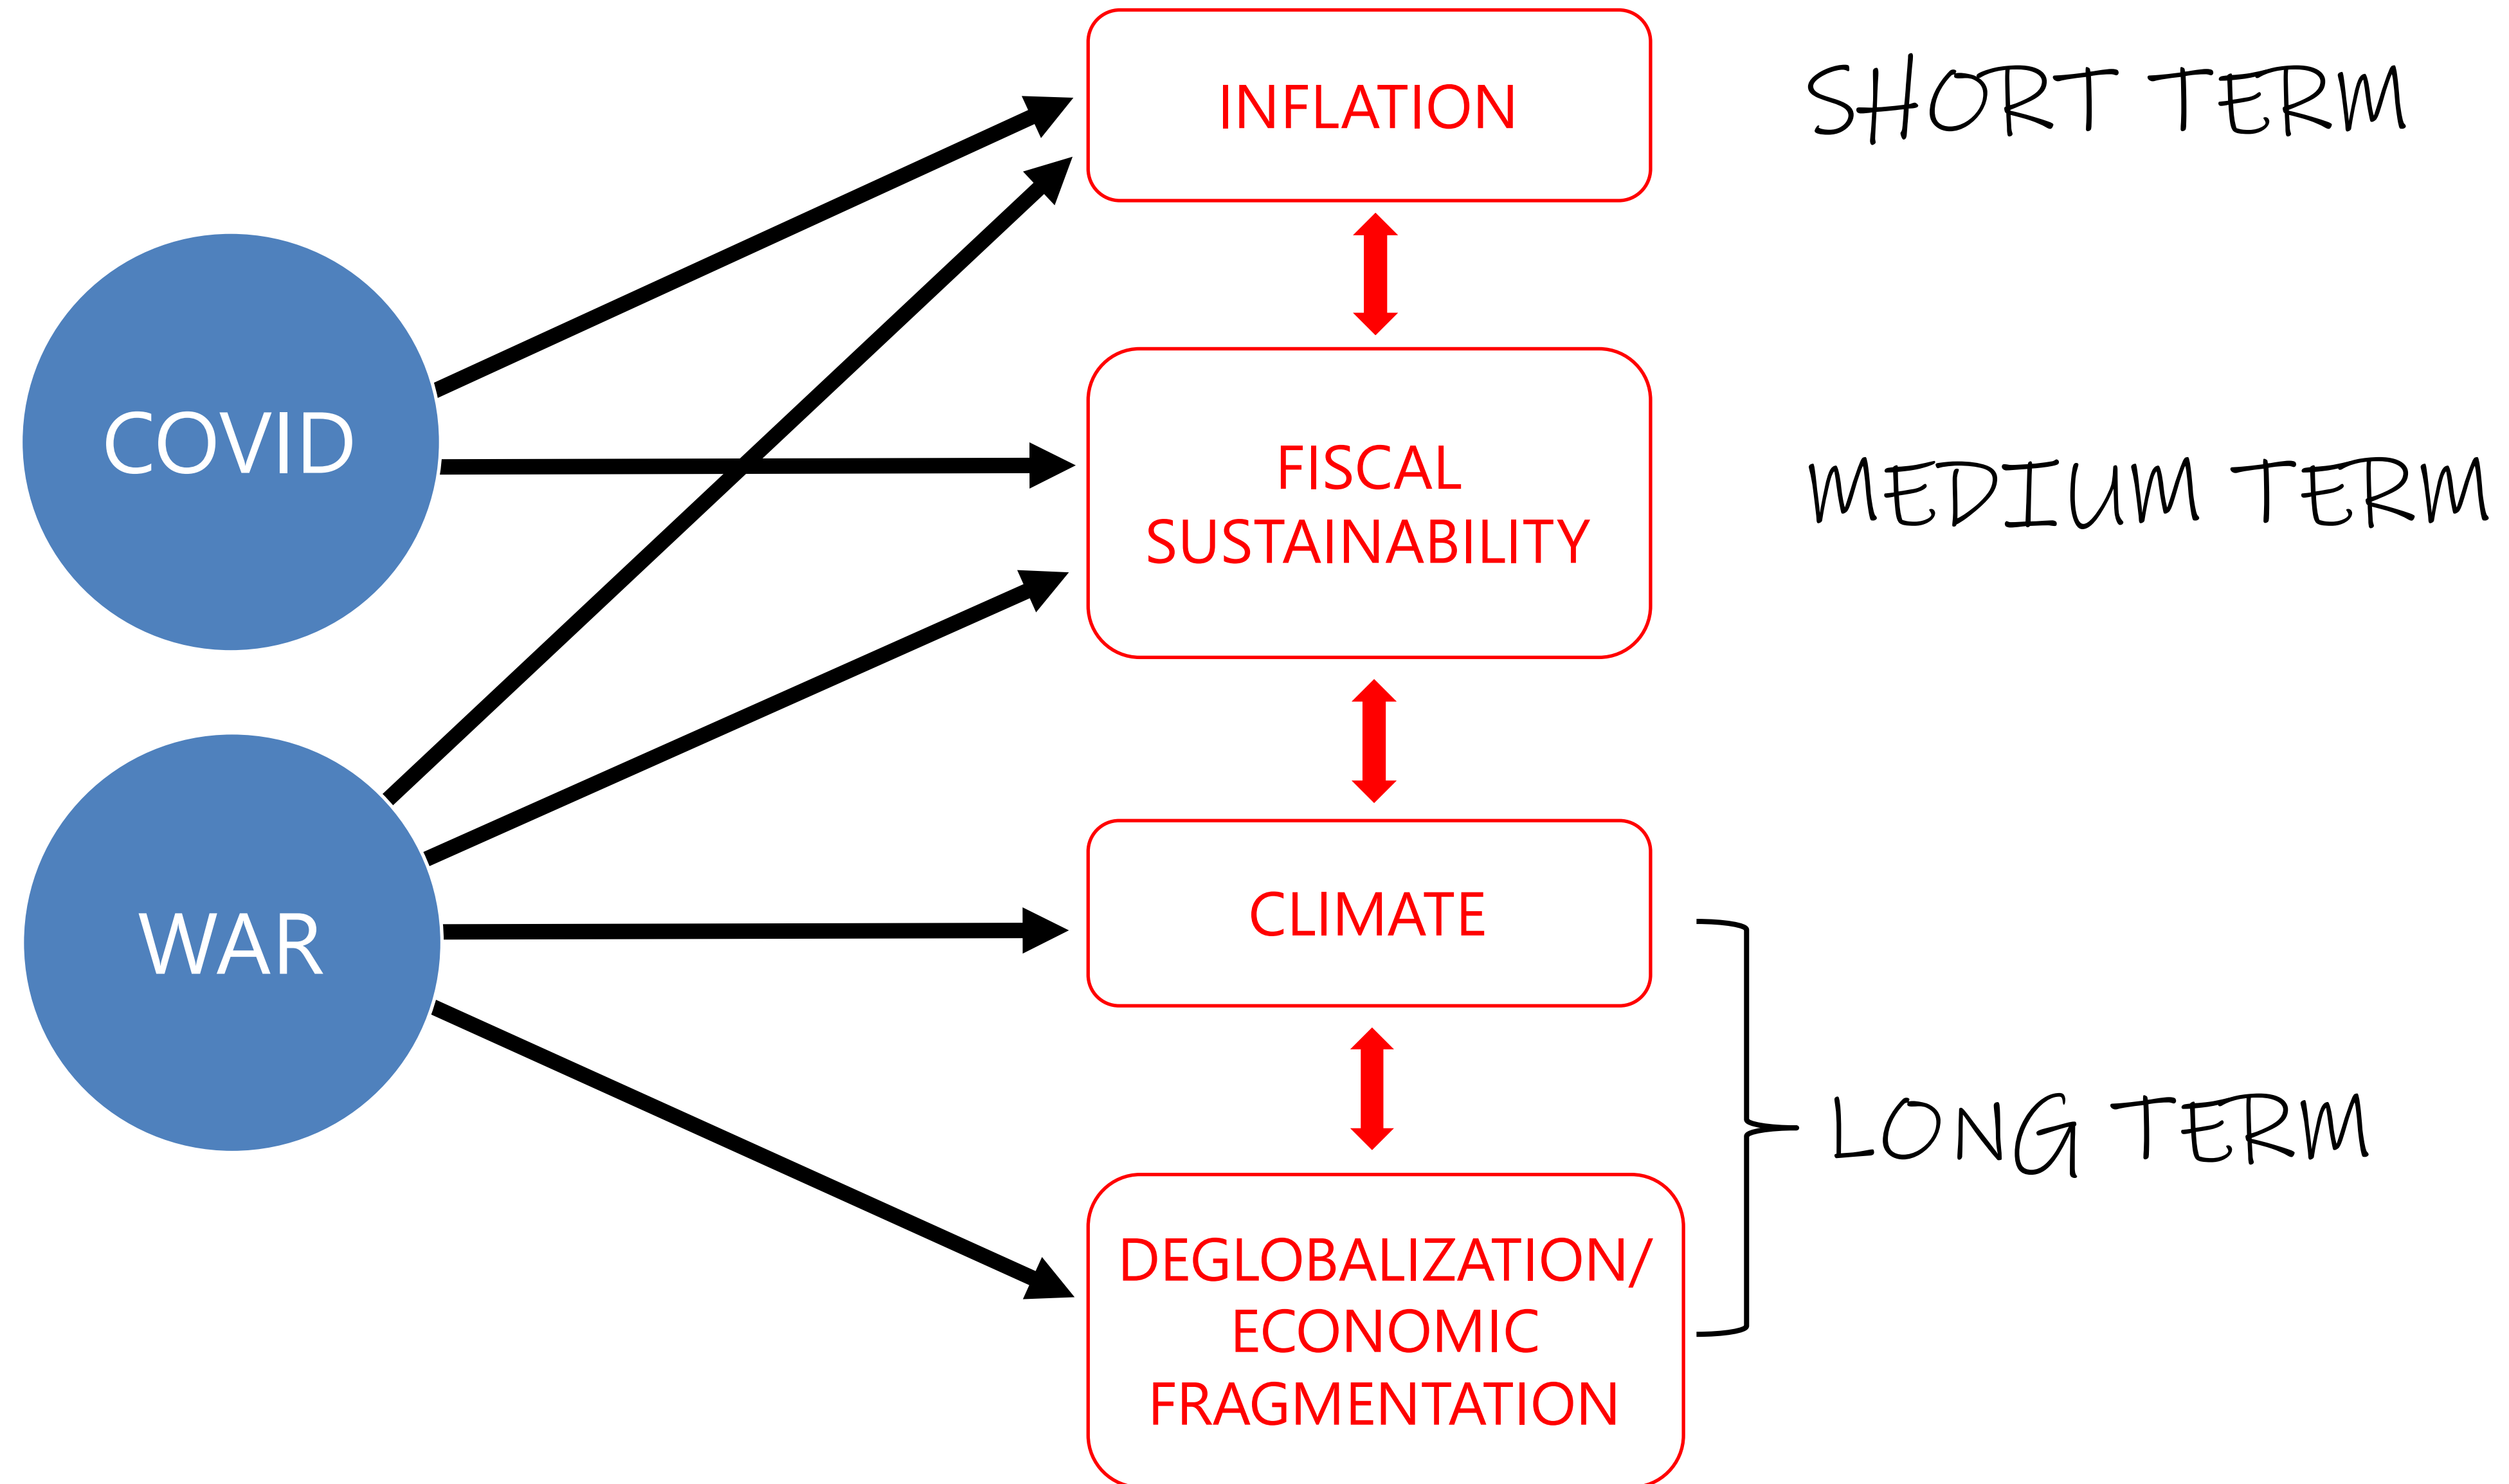 INFLATION
SHORT TERM
COVID
FISCAL
SUSTAINABILITY
MEDIUM TERM
WAR
CLIMATE
LONG TERM
DEGLOBALIZATION/
ECONOMIC
FRAGMENTATION